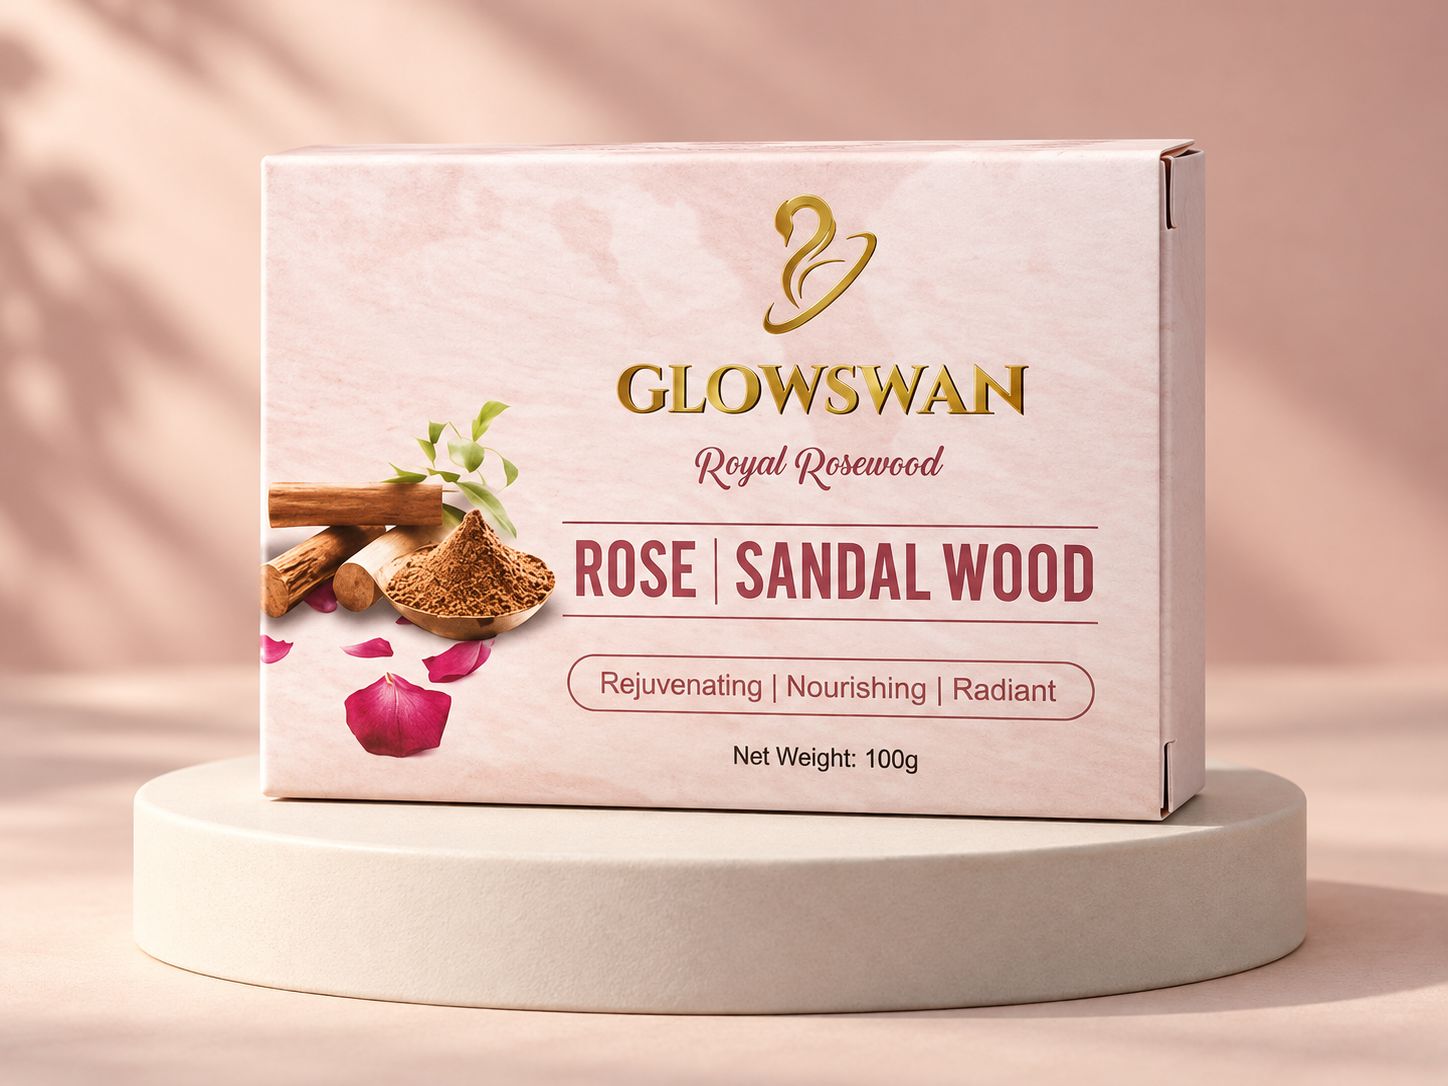 GLOWSWAN
Royal Rosewood
ROSE | SANDAL WOOD
Rejuvenating | Nourishing | Radiant
Net Weight: 100g